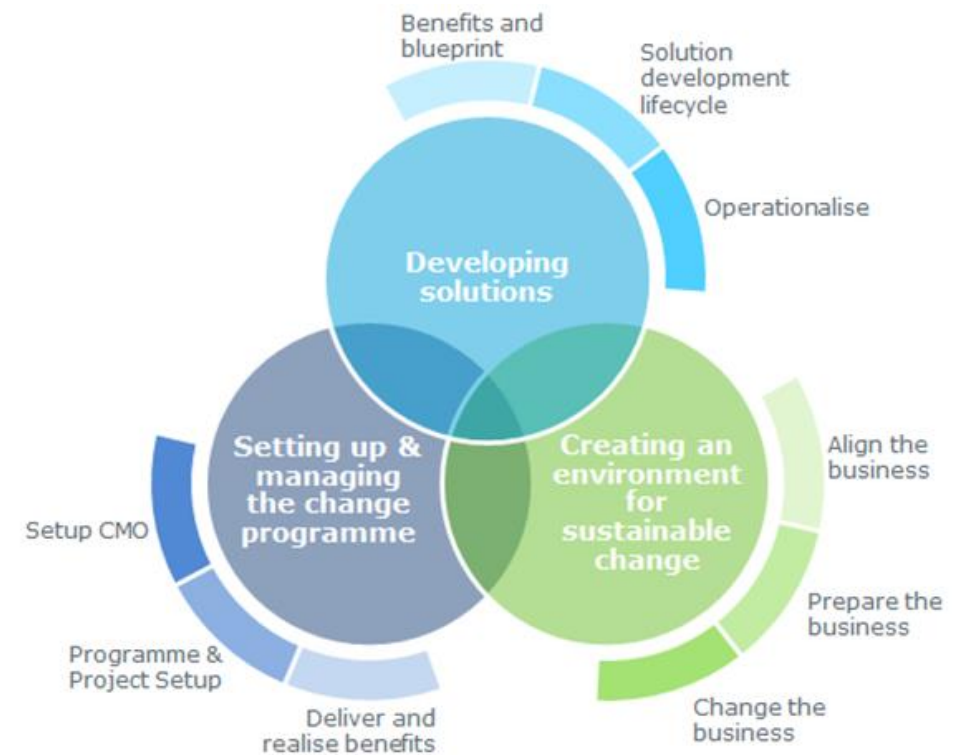 Benefits and
blueprint
Solution
development
lifecycle
Operationalise
Developing
solutions
Setting up &
managing
the change
programme
Creating an
environment
for
sustainable
change
Align the
business
Setup CMO
Prepare the
business
Programme &
Project Setup
Change the
business
Deliver and
realise benefits